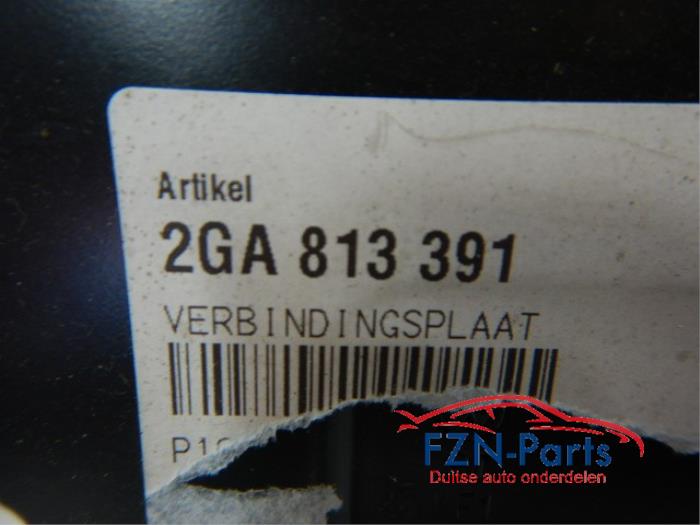 Artikel
2GA 813 391
VERBINDINGSPLAAT
FZN-Parts
Duitse auto onderdelen